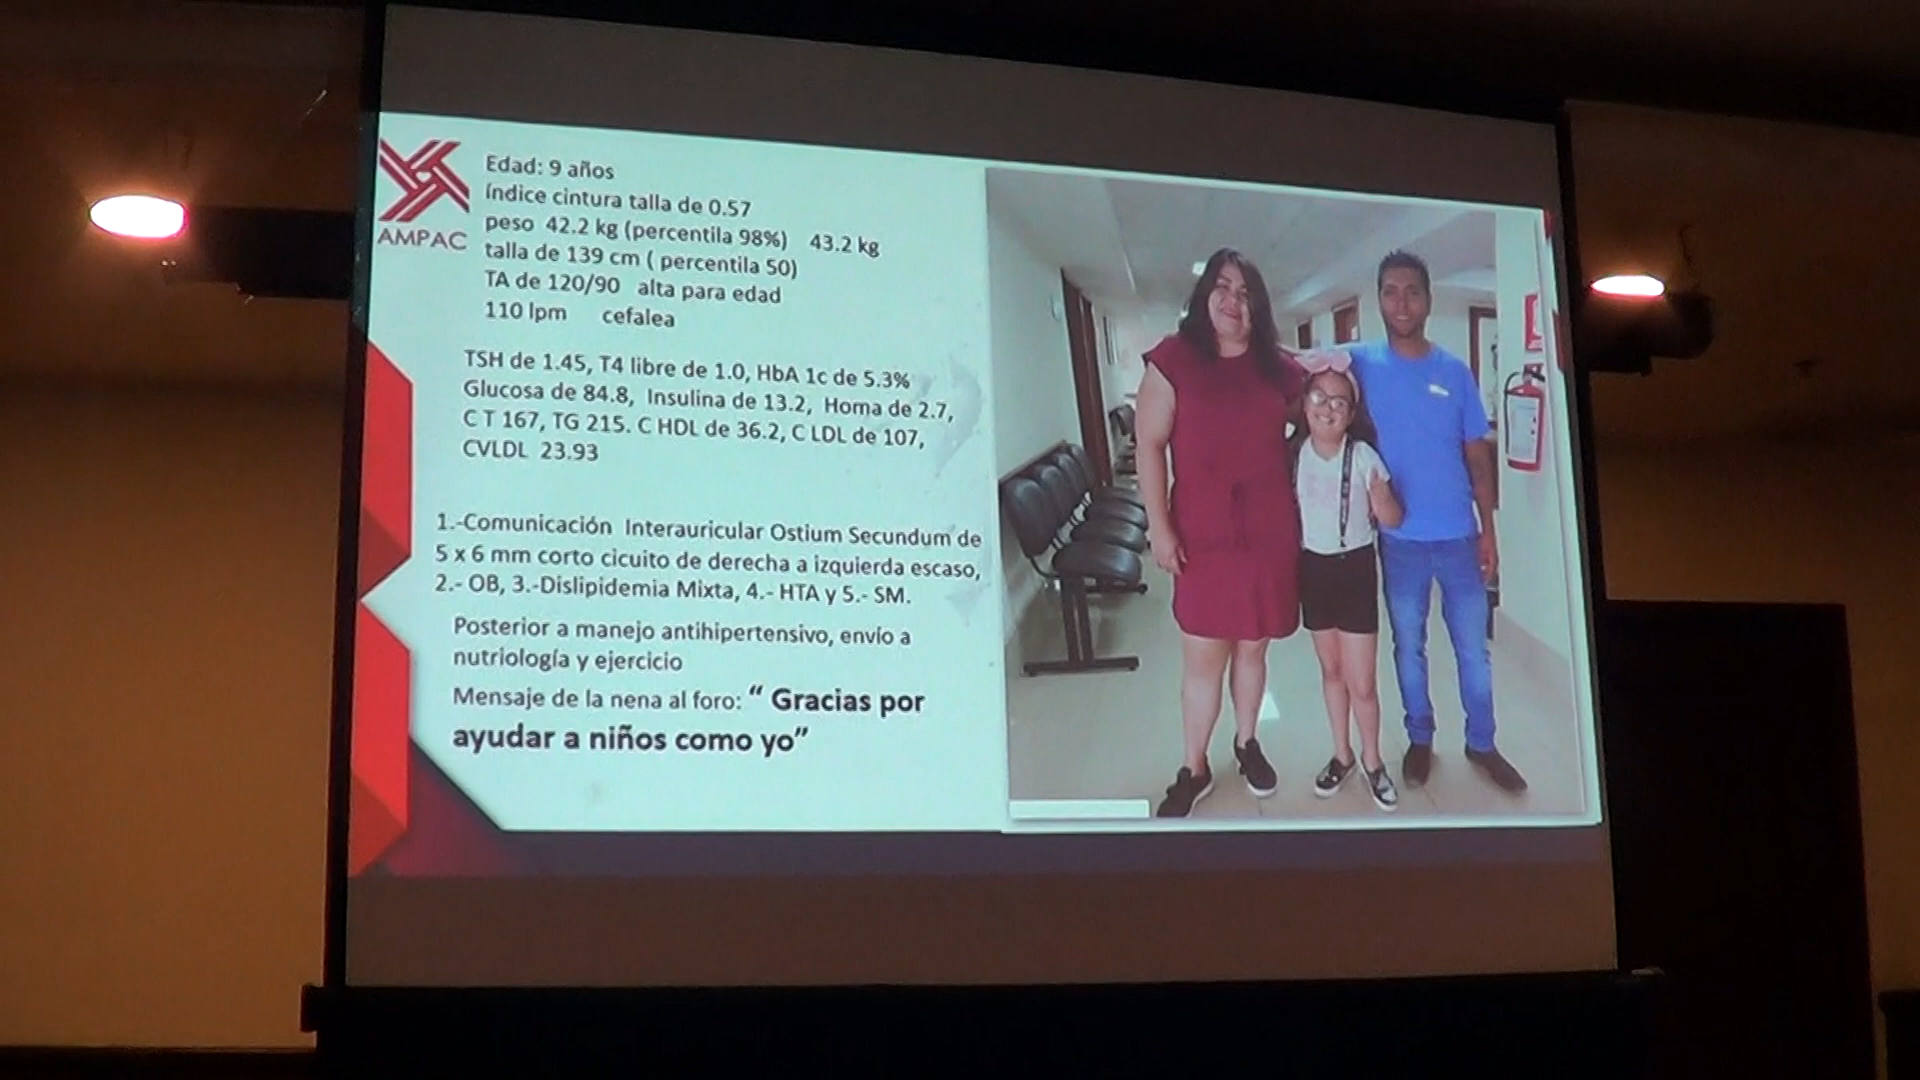 AMPAC
Edad: 9 años
índice cintura talla de 0.57
peso 42.2 kg (percentila 98%) 43.2 kg
talla de 139 cm ( percentila 50)
TA de 120/90 alta para edad
110 lpm cefalea
TSH de 1.45, T4 libre de 1.0, HbA 1c de 5.3%
Glucosa de 84.8, Insulina de 13.2, Homa de 2.7,
C T 167, TG 215. C HDL de 36.2, C LDL de 107,
CVLDL 23.93
1.-Comunicación Interauricular Ostium Secundum de
5 x 6 mm corto cicuito de derecha a izquierda escaso,
2.- OB, 3.-Dislipidemia Mixta, 4.- HTA y 5.- SM.
Posterior a manejo antihipertensivo, envío a
nutriología y ejercicio
Mensaje de la nena al foro: “ Gracias por
ayudar a niños como yo”